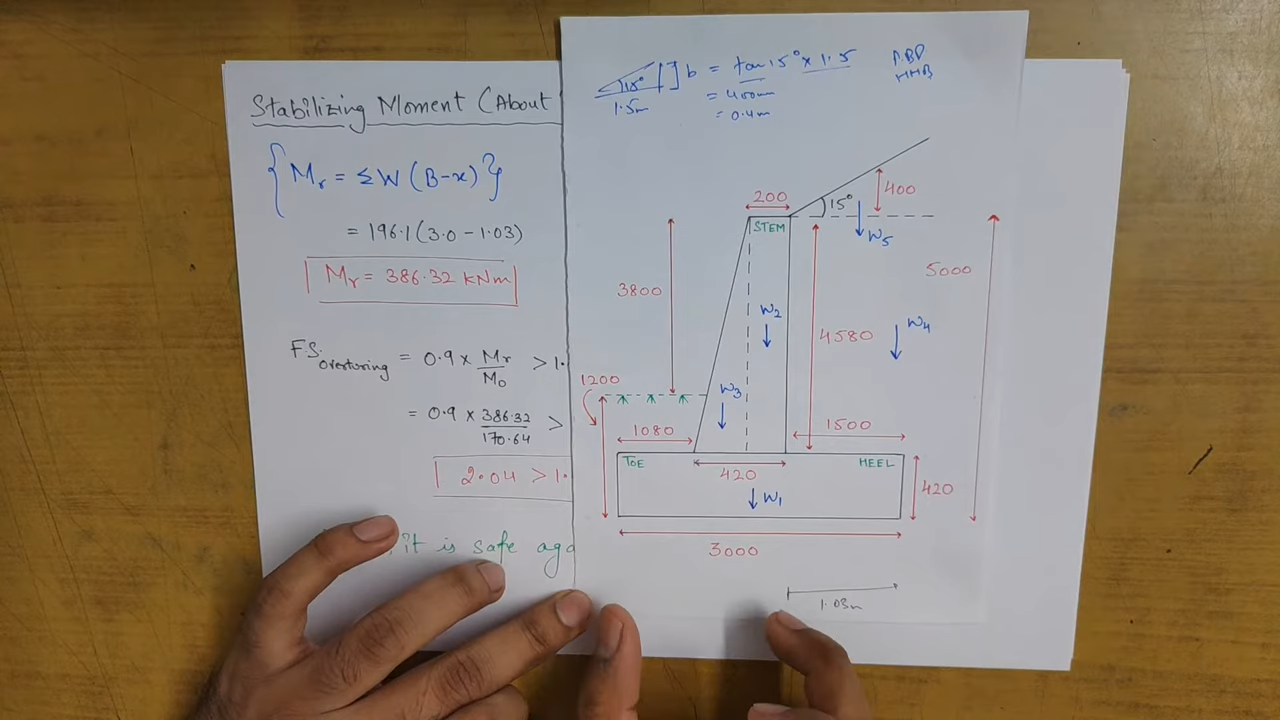 Stabilizing Moment (About
{Mr = ΣW (B-x)}
= 196.1 (3.0 - 1.03)
Mr = 386.32 kNm
FS. overturing = 0.9 × Mr/Mo > 1.
= 0.9 × 386.32/170.64 >
2.04 > 1.
it is safe aga
15°
1.5m
] b = tan 15° × 1.5
= 400mm
= 0.4m
200
400
15°
STEM
W5
5000
3800
W2
4580
W4
1200
W3
1080
1500
TOE
HEEL
420
420
W1
3000
1.03m